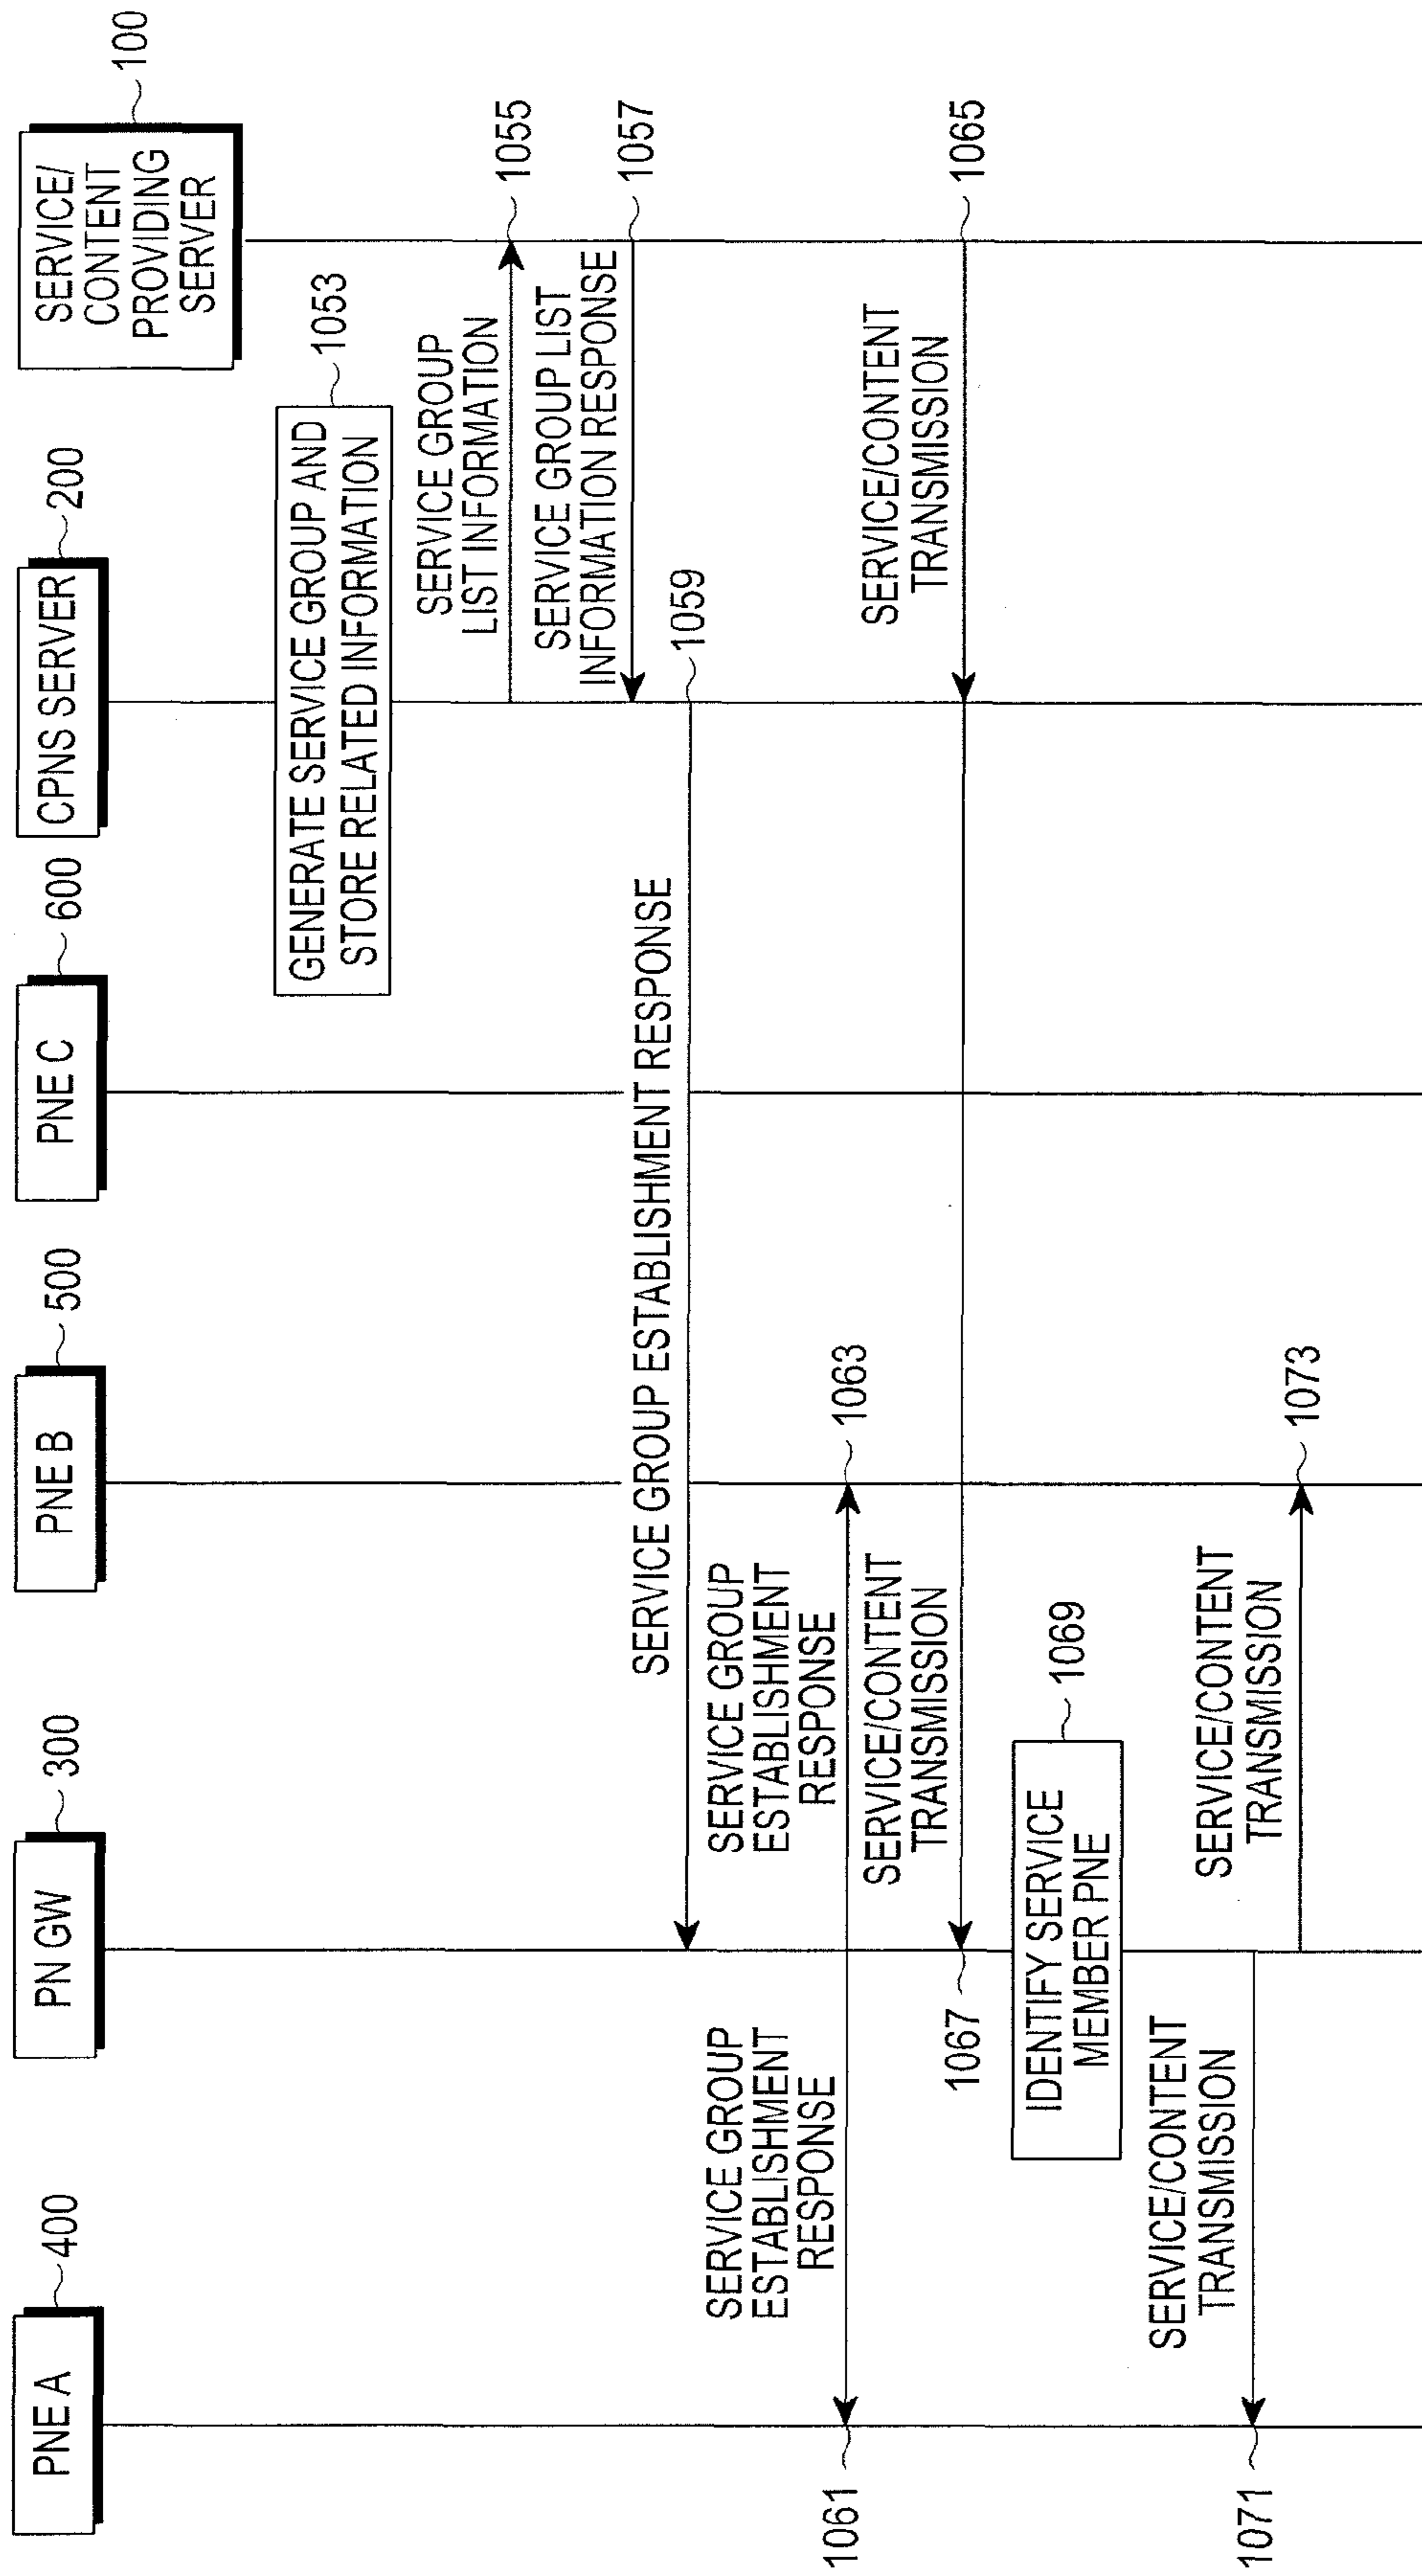 PNE A
400
PN GW
300
PNE B
500
PNE C
600
CPNS SERVER
200
SERVICE/
CONTENT
PROVIDING
SERVER
100
GENERATE SERVICE GROUP AND
STORE RELATED INFORMATION
1053
SERVICE GROUP
LIST INFORMATION
1055
SERVICE GROUP LIST
INFORMATION RESPONSE
1057
SERVICE GROUP ESTABLISHMENT RESPONSE
1059
SERVICE GROUP
ESTABLISHMENT
RESPONSE
1061
SERVICE GROUP
ESTABLISHMENT
RESPONSE
1063
SERVICE/CONTENT
TRANSMISSION
1065
SERVICE/CONTENT
TRANSMISSION
1067
IDENTIFY SERVICE
MEMBER PNE
1069
SERVICE/CONTENT
TRANSMISSION
1071
SERVICE/CONTENT
TRANSMISSION
1073